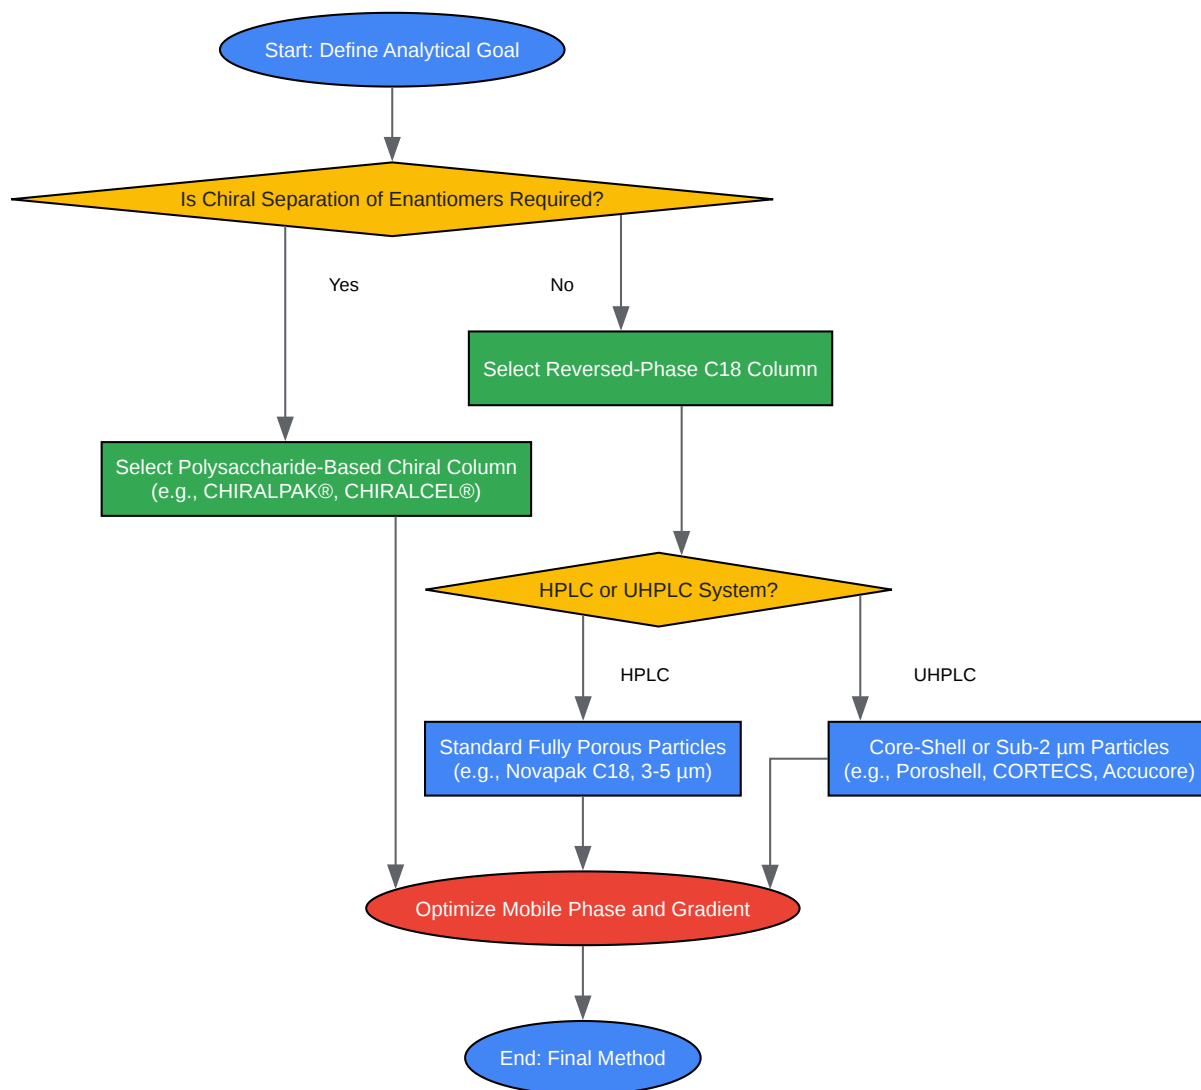 Start: Define Analytical Goal
Is Chiral Separation of Enantiomers Required?
Yes
No
Select Reversed-Phase C18 Column
Select Polysaccharide-Based Chiral Column
(e.g., CHIRALPAK®, CHIRALCEL®)
HPLC or UHPLC System?
HPLC
UHPLC
Standard Fully Porous Particles
(e.g., Novapak C18, 3-5 µm)
Core-Shell or Sub-2 µm Particles
(e.g., Poroshell, CORTECS, Accucore)
Optimize Mobile Phase and Gradient
End: Final Method